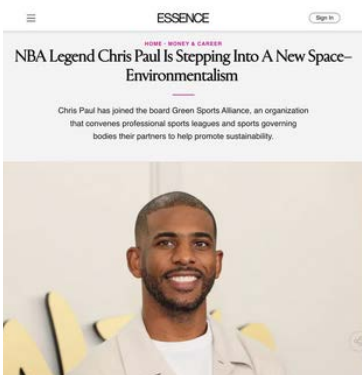 ESSENCE
Sign In
HOME · MONEY & CAREER
NBA Legend Chris Paul Is Stepping Into A New Space–
Environmentalism
Chris Paul has joined the board Green Sports Alliance, an organization
that convenes professional sports leagues and sports governing
bodies their partners to help promote sustainability.